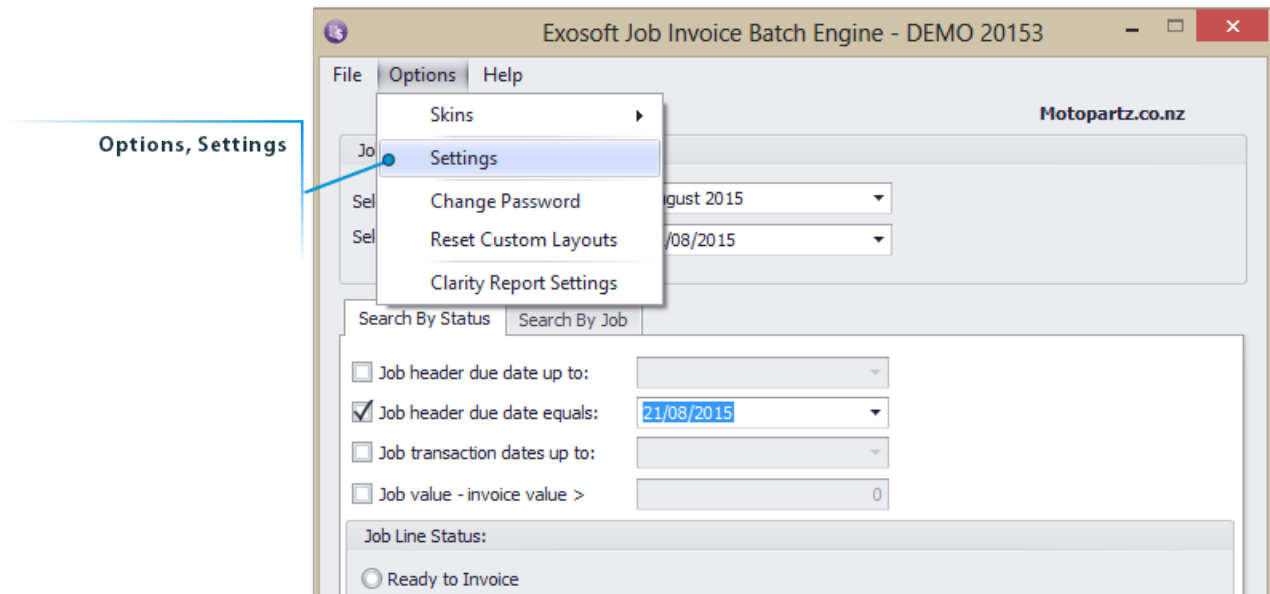 Exosoft Job Invoice Batch Engine - DEMO 20153
File Options Help
Skins
Motopartz.co.nz
Options, Settings
Jo
Settings
Sel
Change Password
gust 2015
Sel
Reset Custom Layouts
/08/2015
Clarity Report Settings
Search By Status Search By Job
Job header due date up to:
Job header due date equals: 21/08/2015
Job transaction dates up to:
Job value - invoice value > 0
Job Line Status:
Ready to Invoice